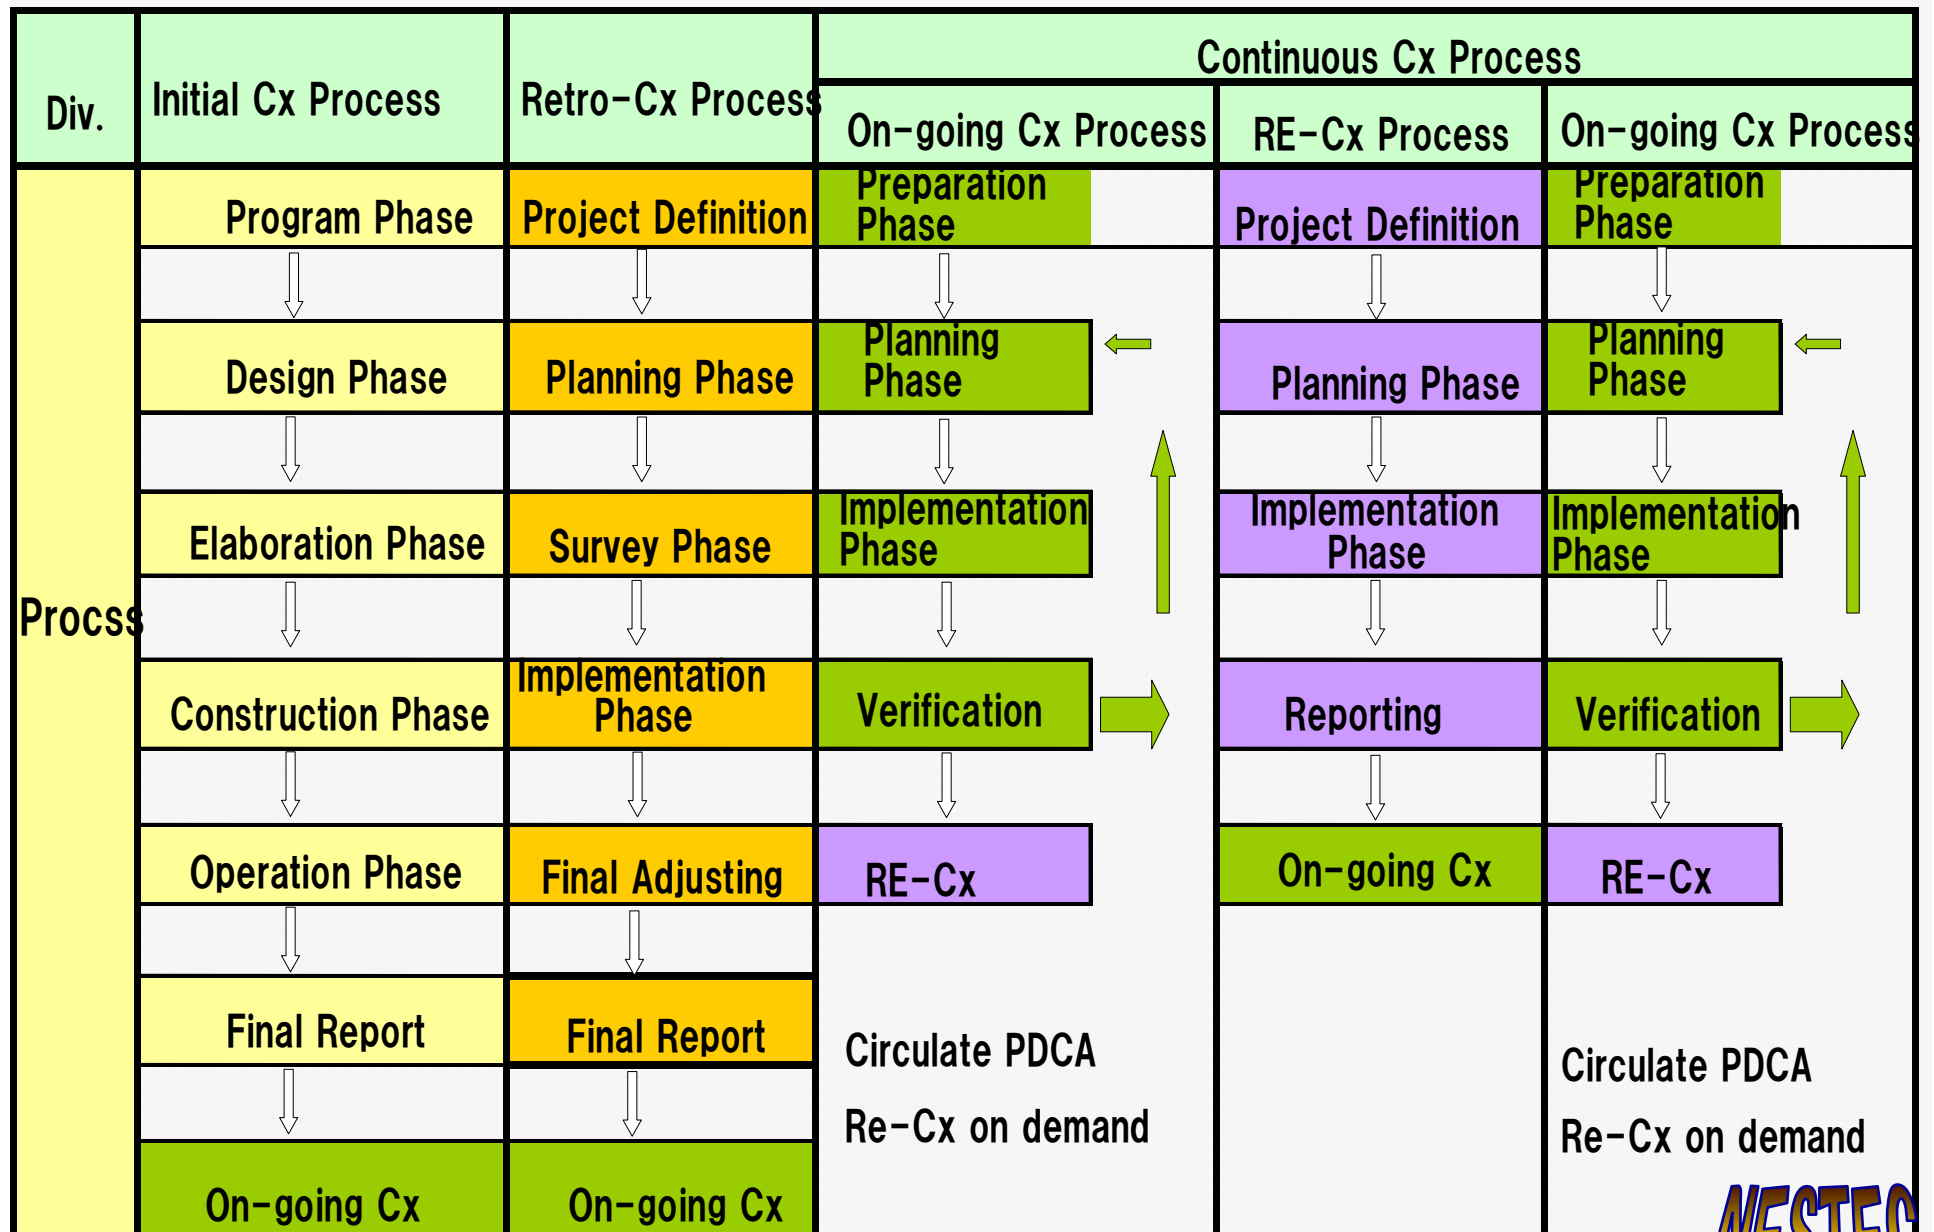 Div.
Initial Cx Process
Retro-Cx Process
Continuous Cx Process
On-going Cx Process
RE-Cx Process
On-going Cx Process
Procss
Program Phase
Project Definition
Preparation
Phase
Project Definition
Preparation
Phase
Design Phase
Planning Phase
Planning
Phase
Planning Phase
Planning
Phase
Elaboration Phase
Survey Phase
Implementation
Phase
Implementation
Phase
Implementation
Phase
Construction Phase
Implementation
Phase
Verification
Reporting
Verification
Operation Phase
Final Adjusting
RE-Cx
On-going Cx
RE-Cx
Final Report
Final Report
Circulate PDCA
Re-Cx on demand
Circulate PDCA
Re-Cx on demand
On-going Cx
On-going Cx
NESTEC